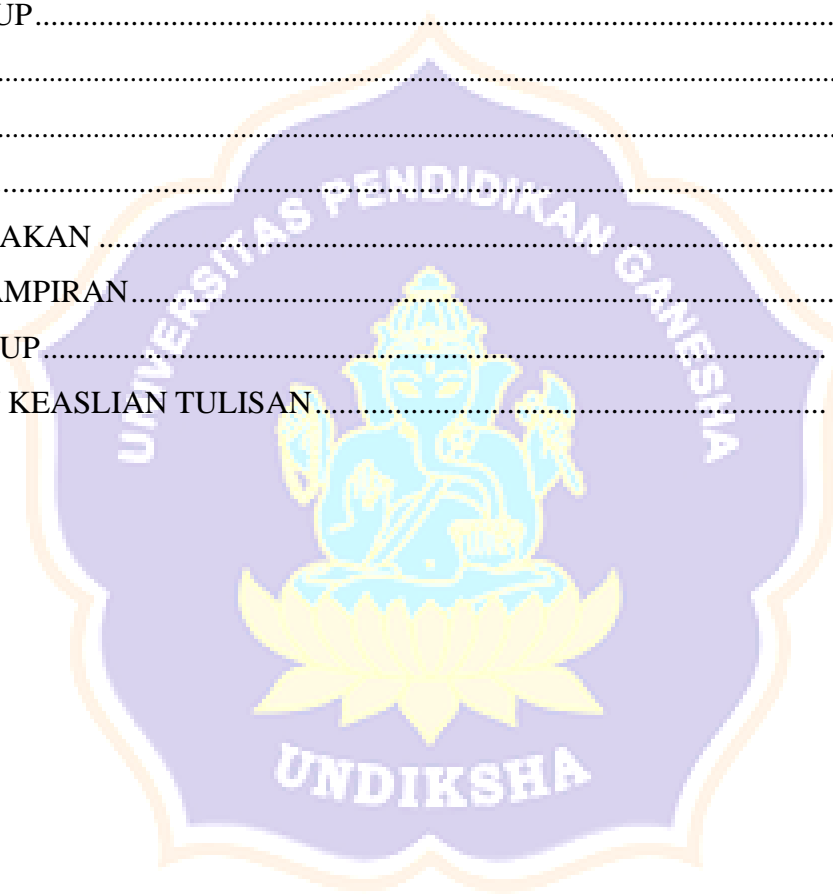 UP..........................................................................................
..........................................................................................
..........................................................................................
..........................................................................................
AKAN ..........................................................................................
AMPIRAN..........................................................................................
UP..........................................................................................
KEASLIAN TULISAN..................................................................
UNIVERSITAS PENDIDIKAN GANESHA
UNDIKSHA